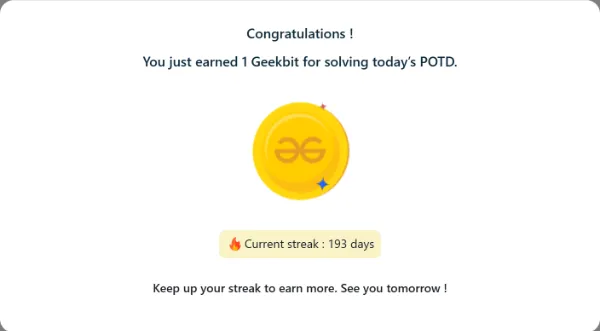 Congratulations !
You just earned 1 Geekbit for solving today's POTD.
Current streak : 193 days
Keep up your streak to earn more. See you tomorrow !